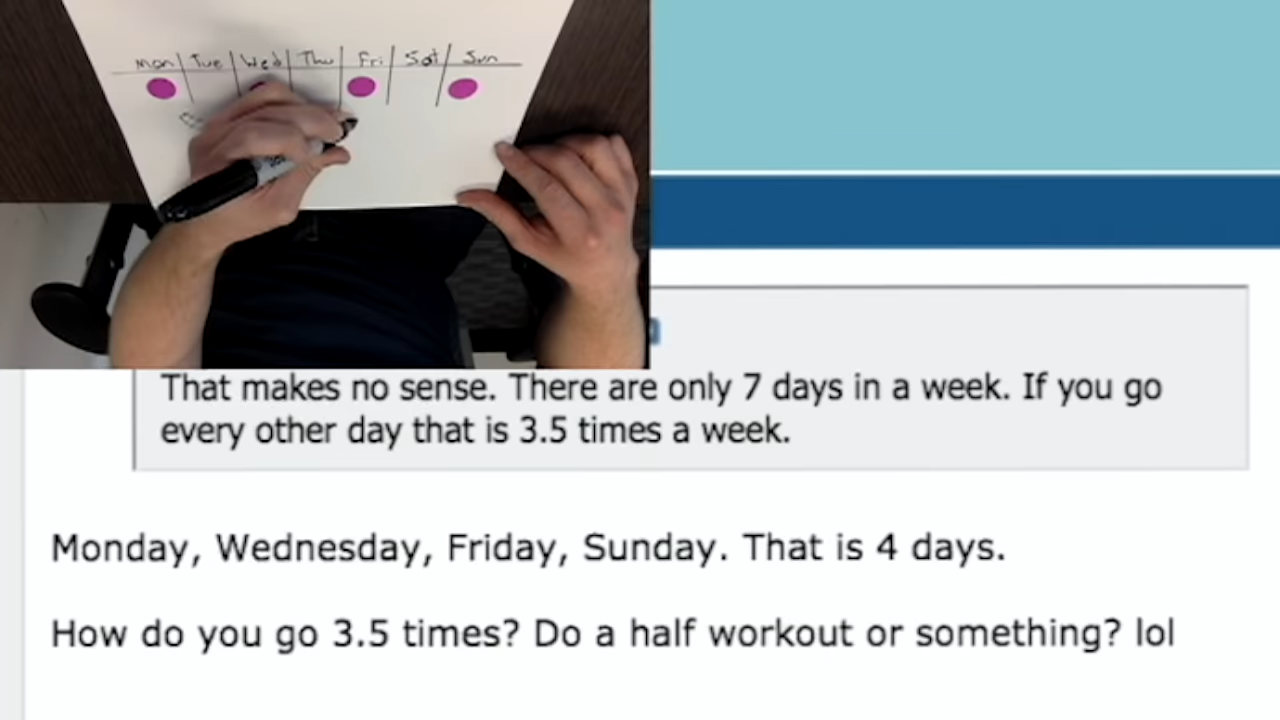 Mon Tue Wed Thu Fri Sat Sun
That makes no sense. There are only 7 days in a week. If you go
every other day that is 3.5 times a week.
Monday, Wednesday, Friday, Sunday. That is 4 days.
How do you go 3.5 times? Do a half workout or something? lol